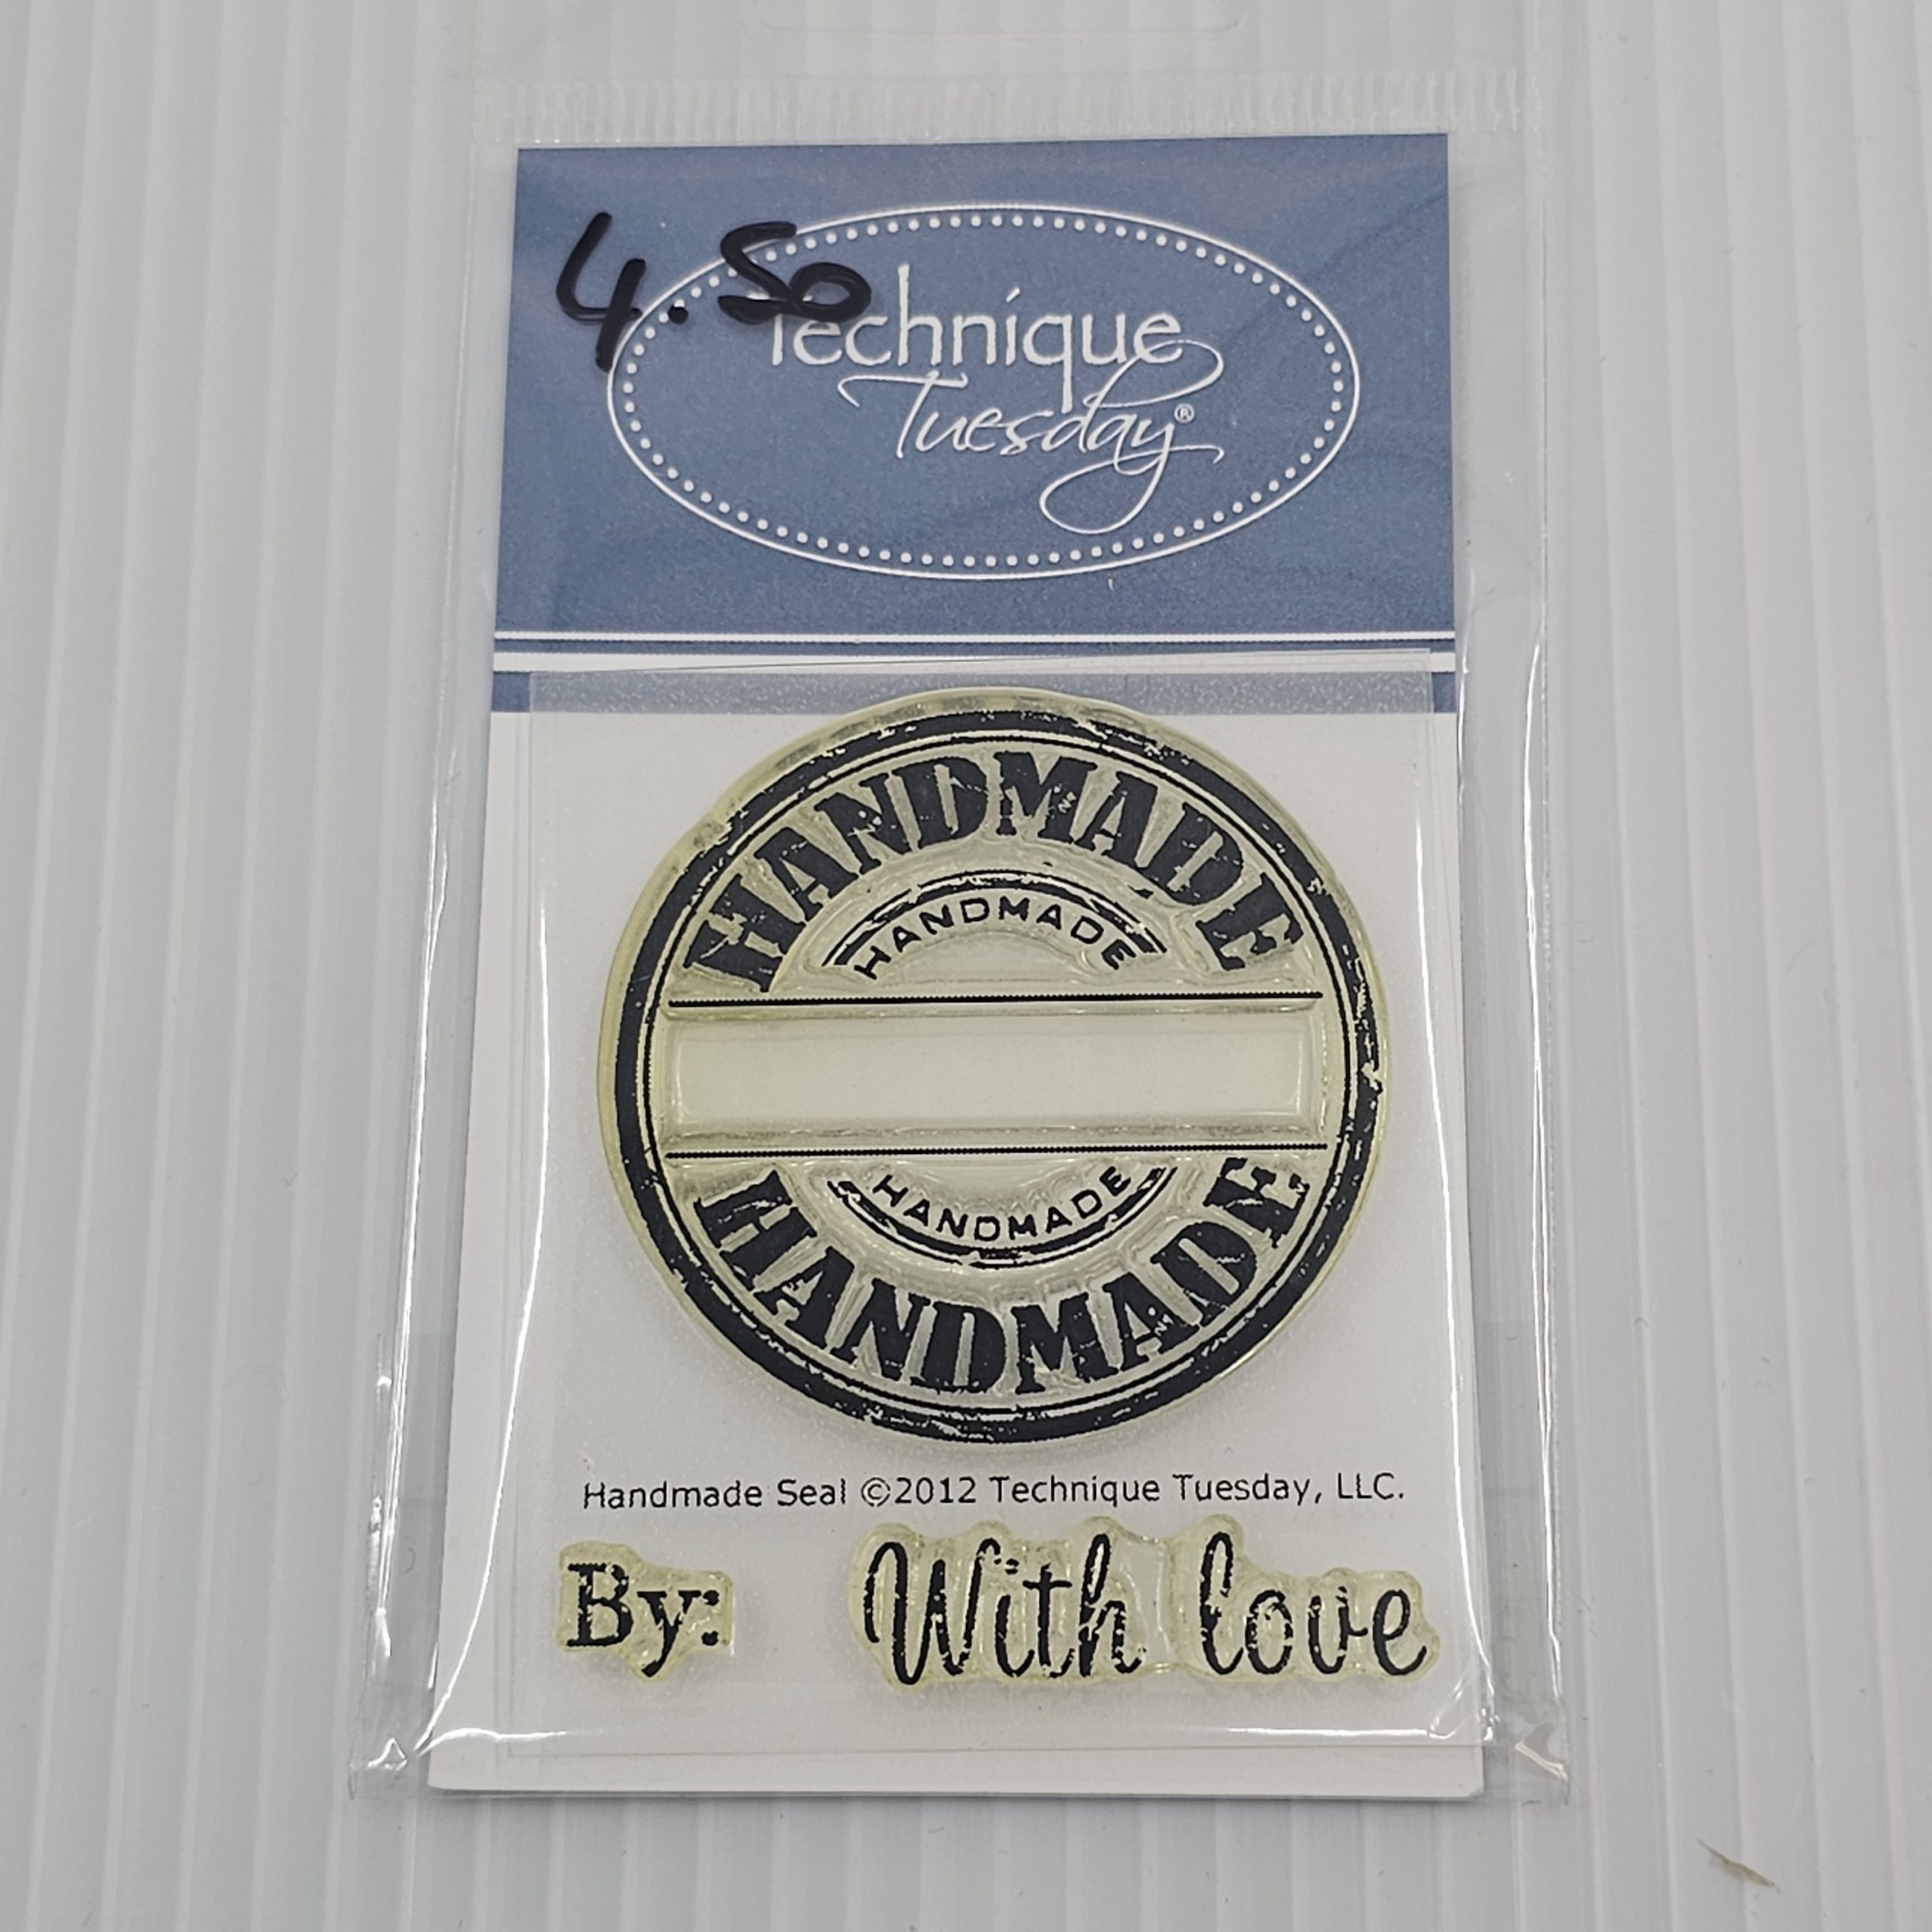 4.50
Technique
Tuesday®
HANDMADE
HANDMADE
HANDMADE
HANDMADE
Handmade Seal ©2012 Technique Tuesday, LLC.
By: With love